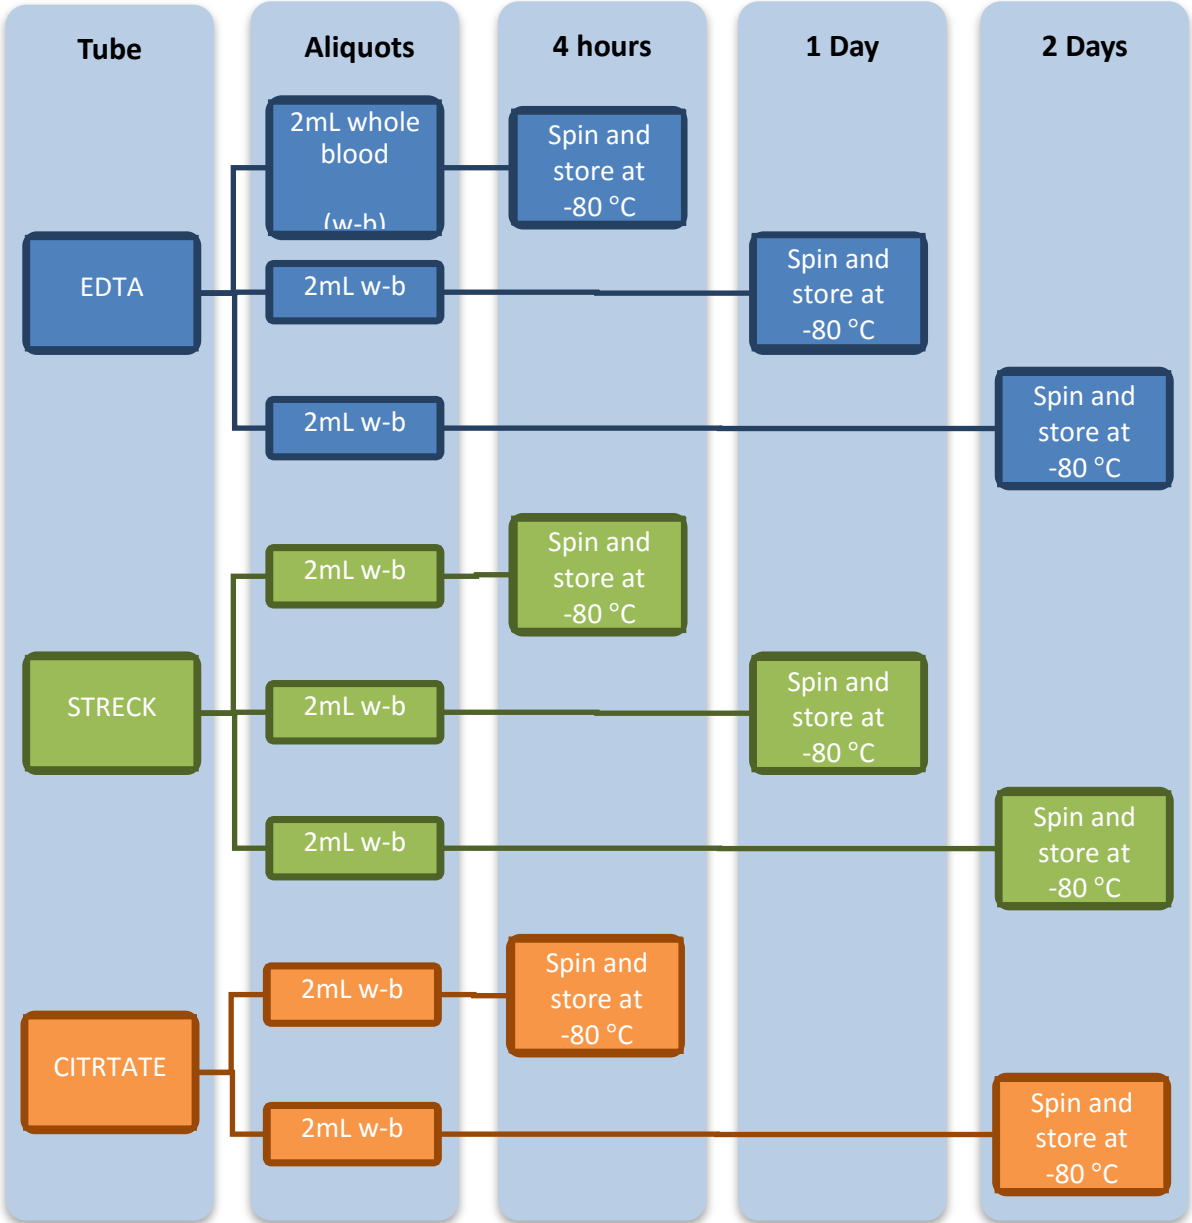 Tube
Aliquots
4 hours
1 Day
2 Days
2mL whole
blood
(w-b)
Spin and
store at
-80 °C
EDTA
2mL w-b
Spin and
store at
-80 °C
2mL w-b
Spin and
store at
-80 °C
2mL w-b
Spin and
store at
-80 °C
STRECK
2mL w-b
Spin and
store at
-80 °C
2mL w-b
Spin and
store at
-80 °C
2mL w-b
Spin and
store at
-80 °C
CITRTATE
2mL w-b
Spin and
store at
-80 °C